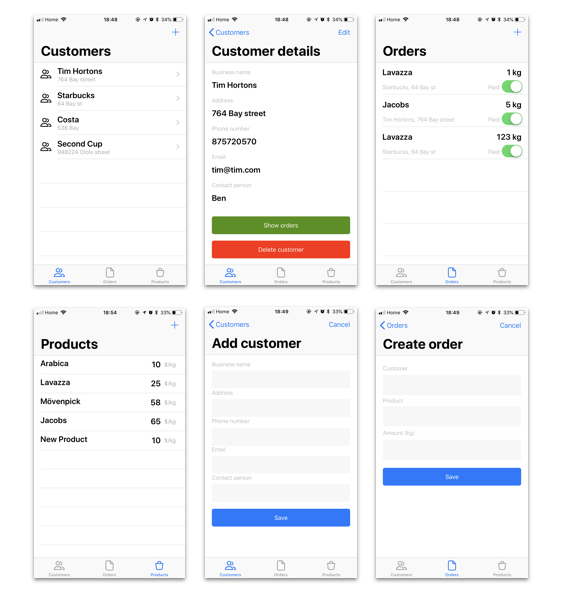 Home 18:48 34%
Customers
Tim Hortons
764 Bay street
Starbucks
64 Bay st
Costa
53B Bay
Second Cup
946224 Ololo street
Customers Orders Products
Home 18:48 34%
Customers Edit
Customer details
Business name
Tim Hortons
Address
764 Bay street
Phone number
875720570
Email
tim@tim.com
Contact person
Ben
Show orders
Delete customer
Customers Orders Products
Home 18:48 34%
Orders
Lavazza 1 kg
Starbucks, 64 Bay st Paid
Jacobs 5 kg
Tim Hortons, 764 Bay street Paid
Lavazza 123 kg
Starbucks, 64 Bay st Paid
Customers Orders Products
Home 18:54 33%
Products
Arabica 10 $/kg
Lavazza 25 $/kg
Mövenpick 58 $/kg
Jacobs 65 $/kg
New Product 10 $/kg
Customers Orders Products
Home 18:49 33%
Customers Cancel
Add customer
Business name
Address
Phone number
Email
Contact person
Save
Customers Orders Products
Home 18:49 33%
Orders Cancel
Create order
Customer
Product
Amount (kg)
Save
Customers Orders Products